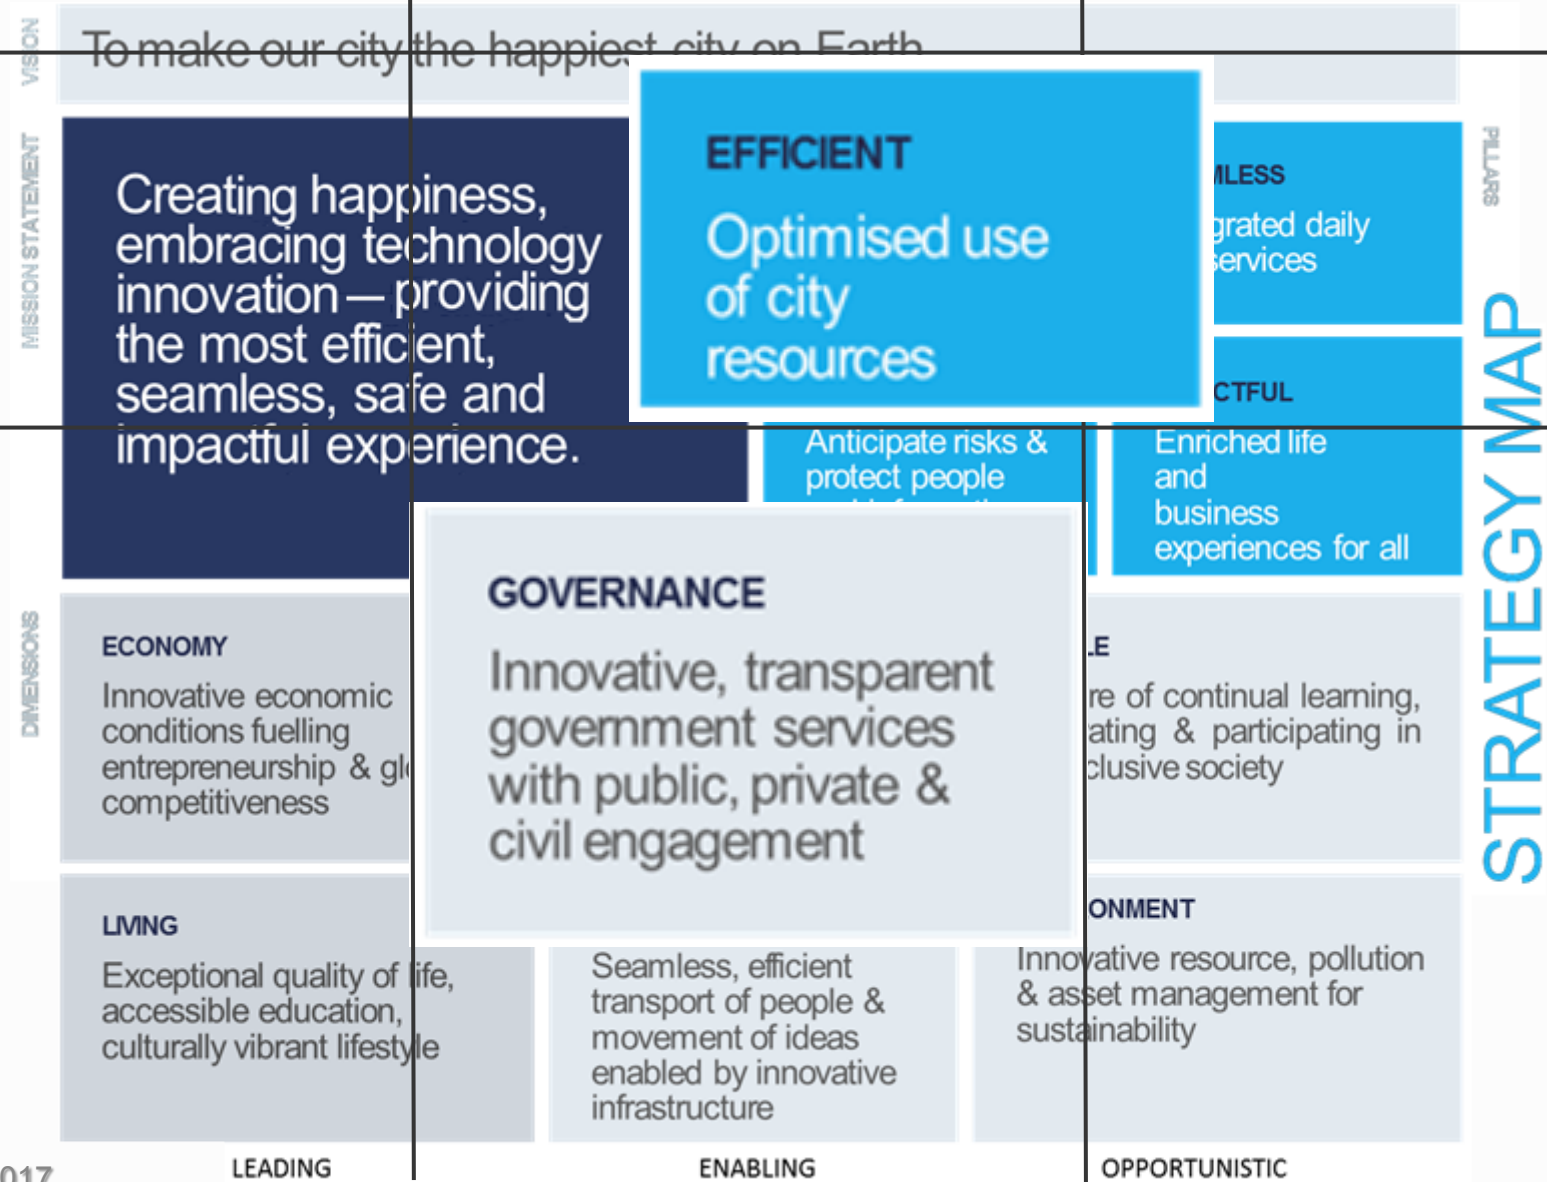 VISION
To make our city the happiest city on Earth
MISSION STATEMENT
Creating happiness,
embracing technology
innovation — providing
the most efficient,
seamless, safe and
impactful experience.
EFFICIENT
Optimised use
of city
resources
MLESS
grated daily
services
PILLARS
CTFUL
Anticipate risks &
protect people
Enriched life
and
business
experiences for all
STRATEGY MAP
DIMENSIONS
ECONOMY
Innovative economic
conditions fuelling
entrepreneurship & gl
competitiveness
GOVERNANCE
Innovative, transparent
government services
with public, private &
civil engagement
LE
re of continual learning,
ating & participating in
clusive society
LIVING
Exceptional quality of life,
accessible education,
culturally vibrant lifestyle
Seamless, efficient
transport of people &
movement of ideas
enabled by innovative
infrastructure
ONMENT
Innovative resource, pollution
& asset management for
sustainability
017
LEADING
ENABLING
OPPORTUNISTIC